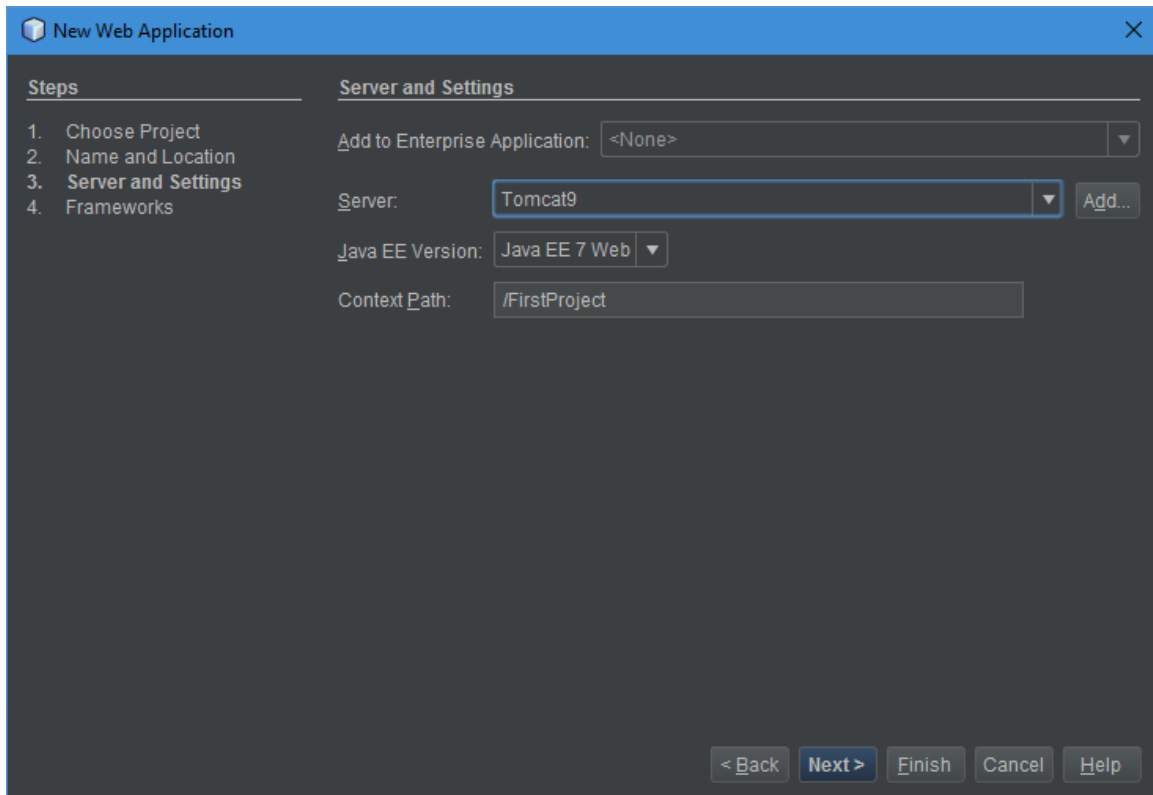 New Web Application
Steps
1. Choose Project
2. Name and Location
3. Server and Settings
4. Frameworks
Server and Settings
Add to Enterprise Application: <None>
Server: Tomcat9 Add...
Java EE Version: Java EE 7 Web
Context Path: /FirstProject
< Back Next > Finish Cancel Help